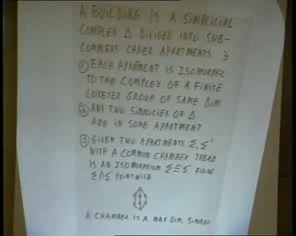 A BUILDING IS A SIMPLICIAL
COMPLEX Δ DIVIDED INTO SUB-
COMPLEXES CALLED APARTMENTS
① EACH APARTMENT IS ISOMORPHIC
TO THE COMPLEX OF A FINITE
COXETER GROUP OF SAME DIM.
② ANY TWO SIMPLICIES OF Δ
ARE IN SOME APARTMENT
③ GIVEN TWO APARTMENTS Σ, Σ'
WITH A COMMON CHAMBER THERE
IS AN ISOMORPHISM Σ ≅ Σ' FIXING
Σ∩Σ' POINTWISE
A CHAMBER IS A MAX DIM. SIMPLEX